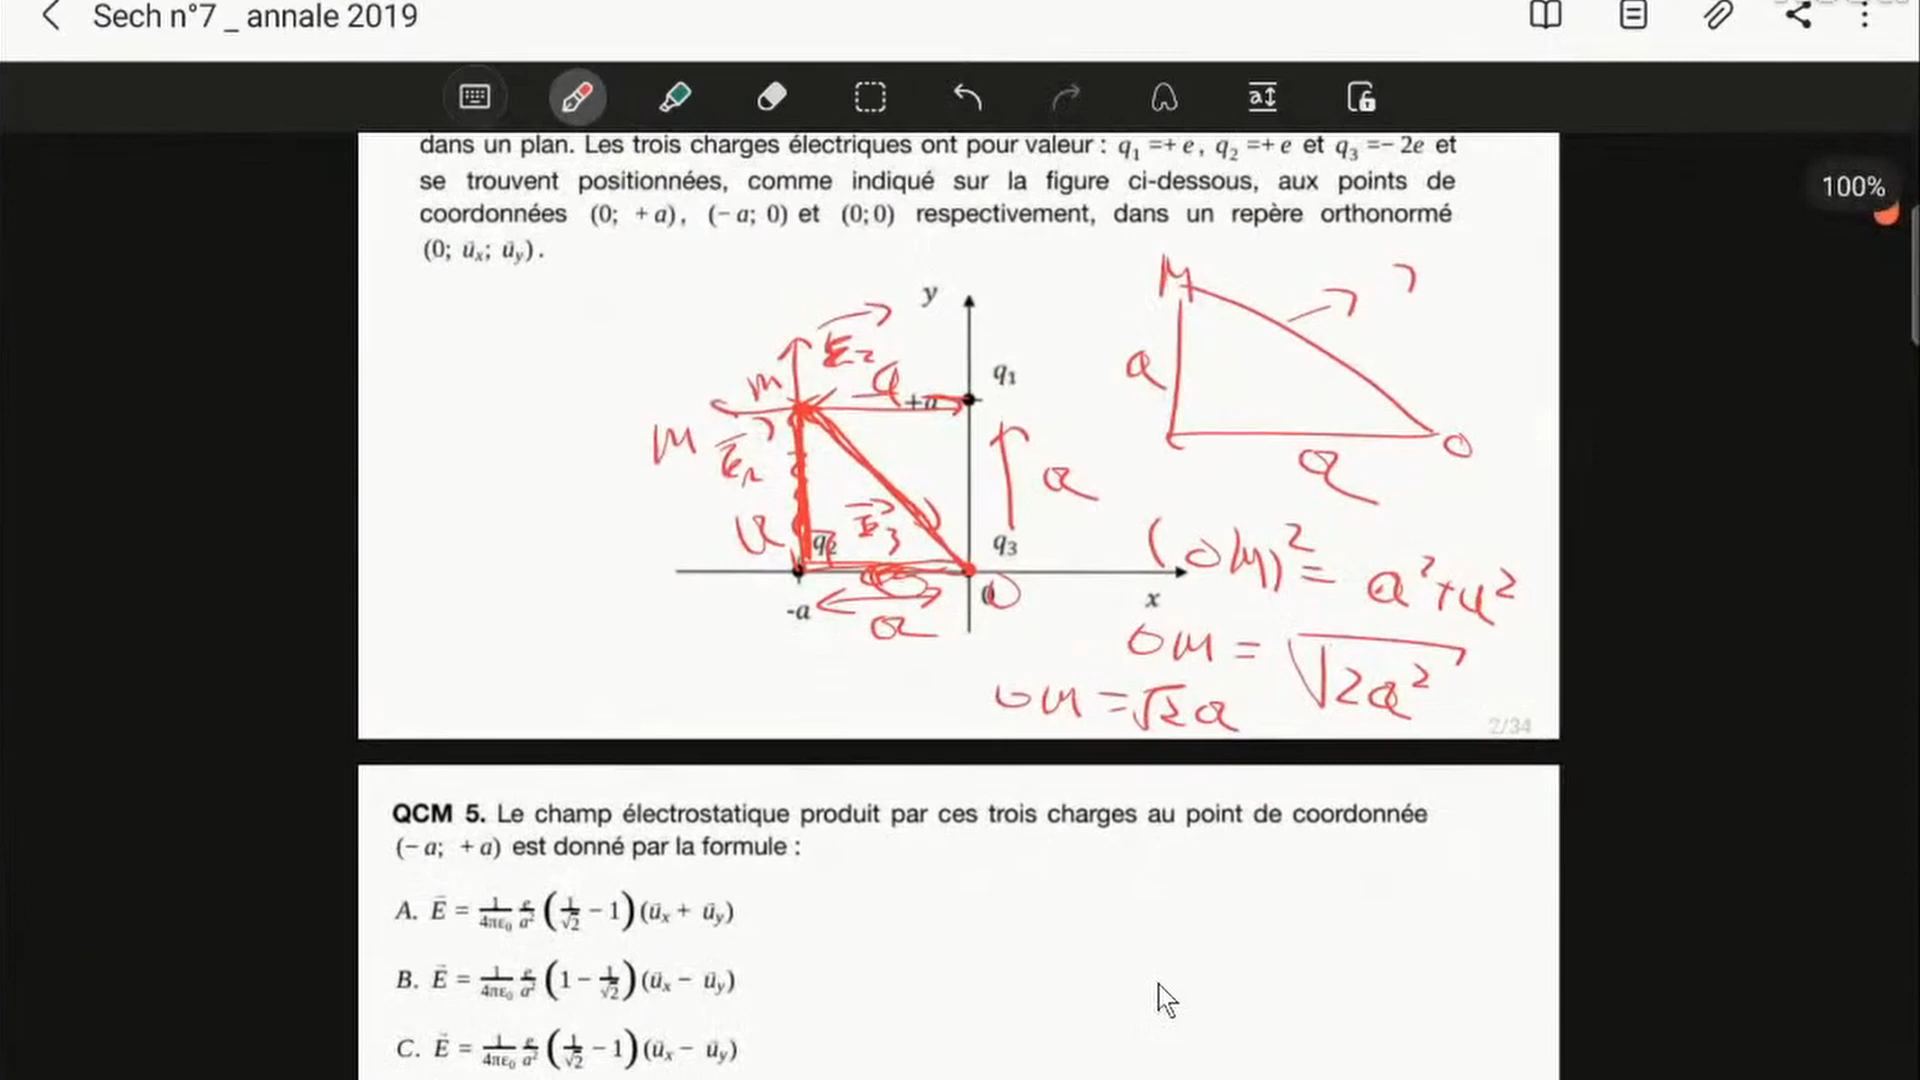 Sech n°7 _ annale 2019
100%
dans un plan. Les trois charges électriques ont pour valeur : q₁ =+ e, q₂ =+ e et q₃ =− 2e et
se trouvent positionnées, comme indiqué sur la figure ci-dessous, aux points de
coordonnées (0; + a), (− a; 0) et (0; 0) respectivement, dans un repère orthonormé
(0; u⃗ₓ; u⃗ᵧ).
y
E₂
M
a
m
a
+a
q₁
M
E₁
a
a
O
a
E₃
q₂
q₃
(OM)² = a² + a²
-a
x
OM = √2a²
a
OM = √2 a
2/34
QCM 5. Le champ électrostatique produit par ces trois charges au point de coordonnée
(− a; + a) est donné par la formule :
A. E⃗ = 1/4πε₀ e/a² (1/√2 − 1)(u⃗ₓ + u⃗ᵧ)
B. E⃗ = 1/4πε₀ e/a² (1 − 1/√2)(u⃗ₓ − u⃗ᵧ)
C. E⃗ = 1/4πε₀ e/a² (1/√2 − 1)(u⃗ₓ − u⃗ᵧ)